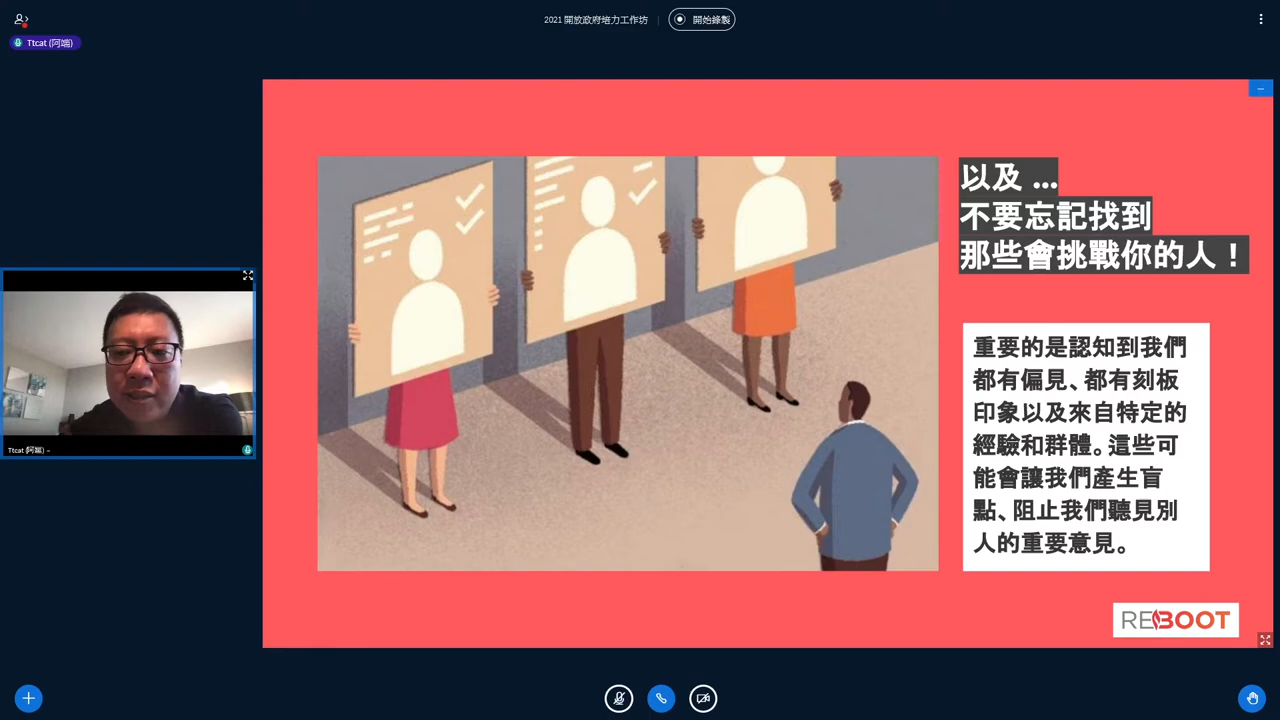 2021 開放政府培力工作坊
開始錄製
Ttcat (阿端)
以及 ...
不要忘記找到
那些會挑戰你的人！
重要的是認知到我們
都有偏見、都有刻板
印象以及來自特定的
經驗和群體。這些可
能會讓我們產生盲
點、阻止我們聽見別
人的重要意見。
Ttcat (阿端)
REBOOT